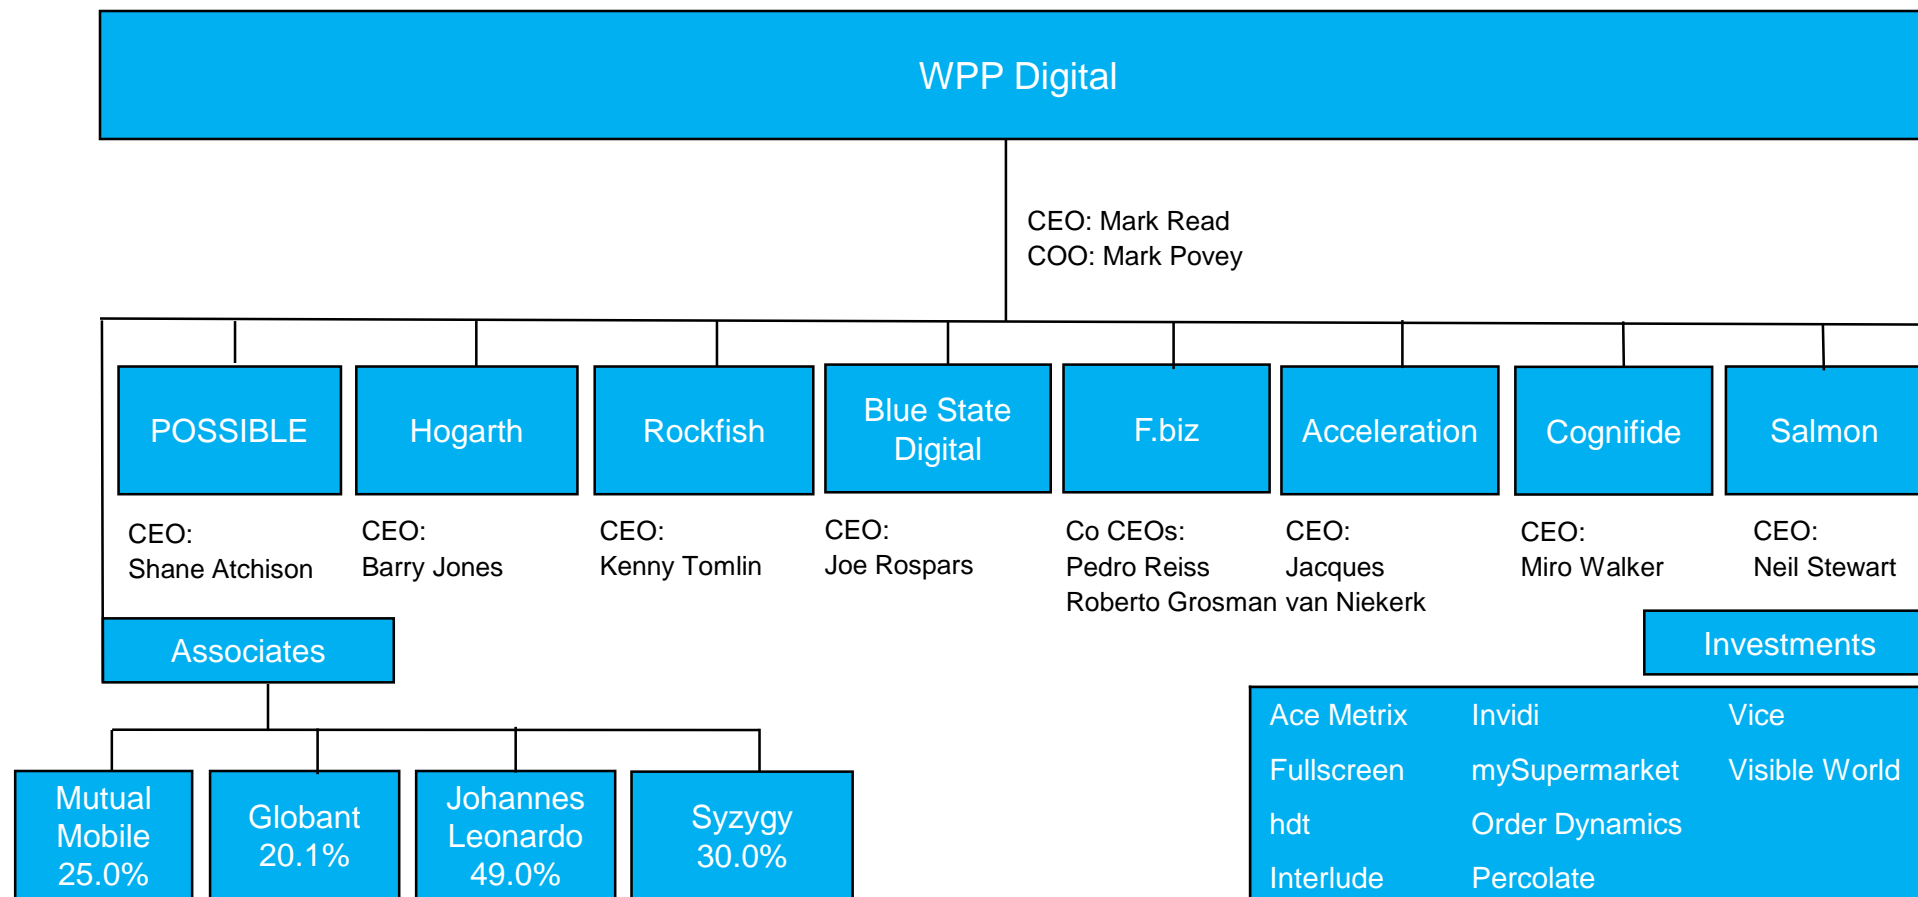 WPP Digital
CEO: Mark Read
COO: Mark Povey
POSSIBLE
Hogarth
Rockfish
Blue State
Digital
F.biz
Acceleration
Cognifide
Salmon
CEO:
Shane Atchison
CEO:
Barry Jones
CEO:
Kenny Tomlin
CEO:
Joe Rospars
Co CEOs:
Pedro Reiss
Roberto Grosman
CEO:
Jacques
van Niekerk
CEO:
Miro Walker
CEO:
Neil Stewart
Associates
Mutual
Mobile
25.0%
Globant
20.1%
Johannes
Leonardo
49.0%
Syzygy
30.0%
Investments
Ace Metrix
Fullscreen
hdt
Interlude
Invidi
mySupermarket
Order Dynamics
Percolate
Vice
Visible World